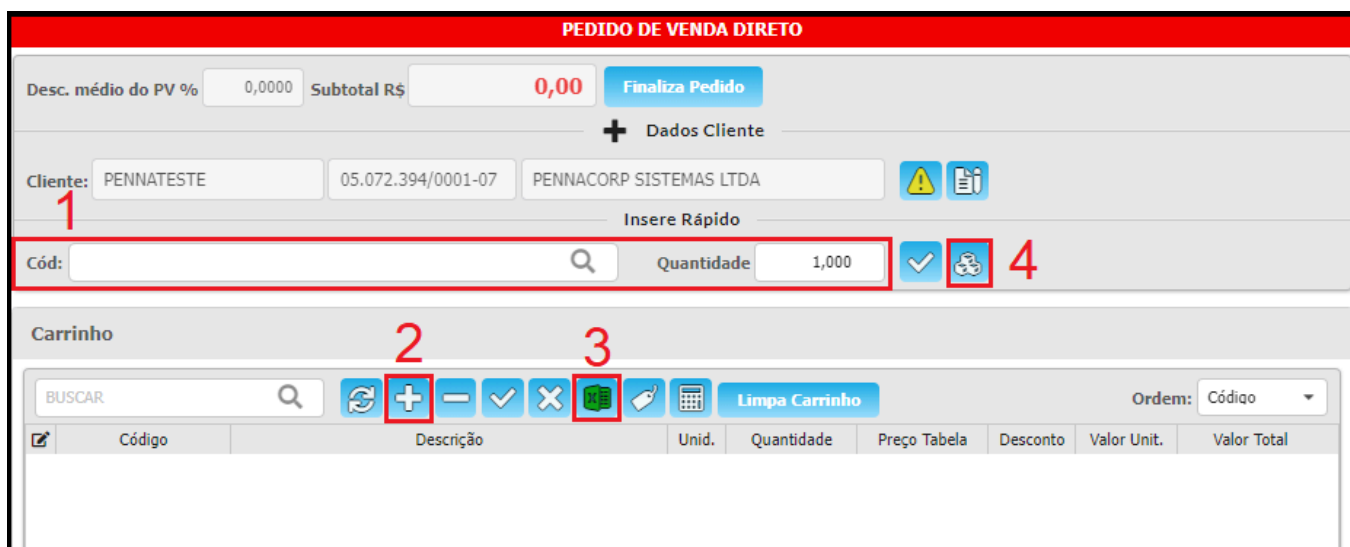 PEDIDO DE VENDA DIRETO
Desc. médio do PV % 0,0000 Subtotal R$ 0,00 Finaliza Pedido
Dados Cliente
Cliente: PENNATESTE 05.072.394/0001-07 PENNACORP SISTEMAS LTDA
1
Insere Rápido
Cód: Quantidade 1,000 4
Carrinho
2 3
BUSCAR Limpa Carrinho Ordem: Código
Código Descrição Unid. Quantidade Preço Tabela Desconto Valor Unit. Valor Total